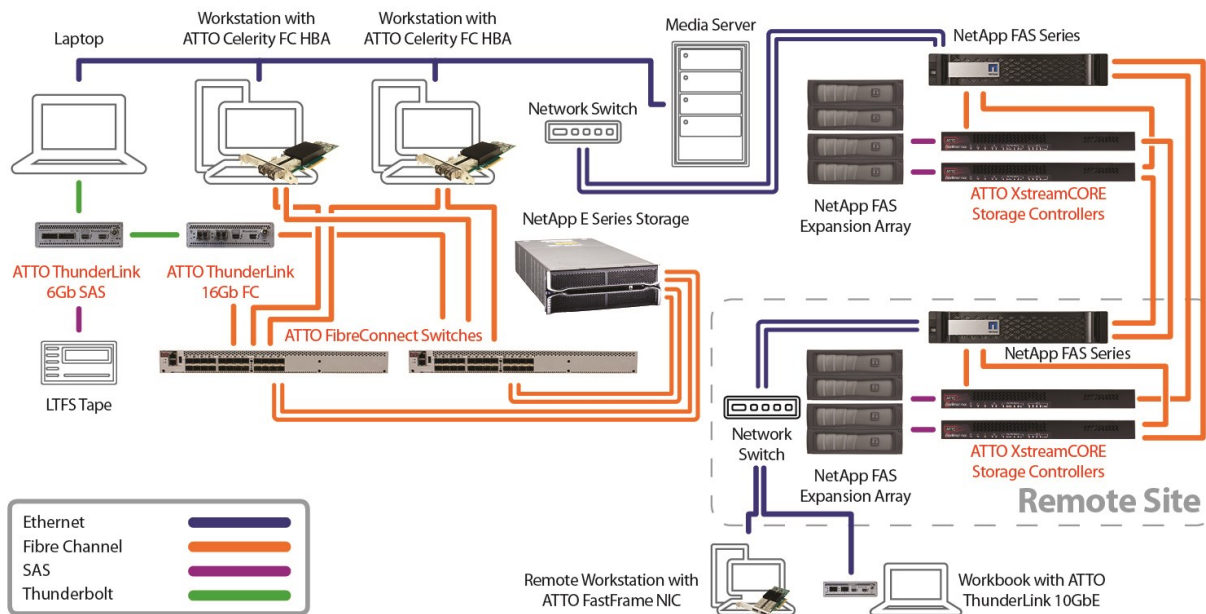 Laptop
Workstation with
ATTO Celerity FC HBA
Workstation with
ATTO Celerity FC HBA
Media Server
NetApp FAS Series
Network Switch
NetApp FAS
Expansion Array
ATTO XstreamCORE
Storage Controllers
NetApp E Series Storage
ATTO ThunderLink
6Gb SAS
ATTO ThunderLink
16Gb FC
ATTO FibreConnect Switches
LTFS Tape
NetApp FAS Series
Network
Switch
NetApp FAS
Expansion Array
ATTO XstreamCORE
Storage Controllers
Remote Site
Ethernet
Fibre Channel
SAS
Thunderbolt
Remote Workstation with
ATTO FastFrame NIC
Workbook with ATTO
ThunderLink 10GbE